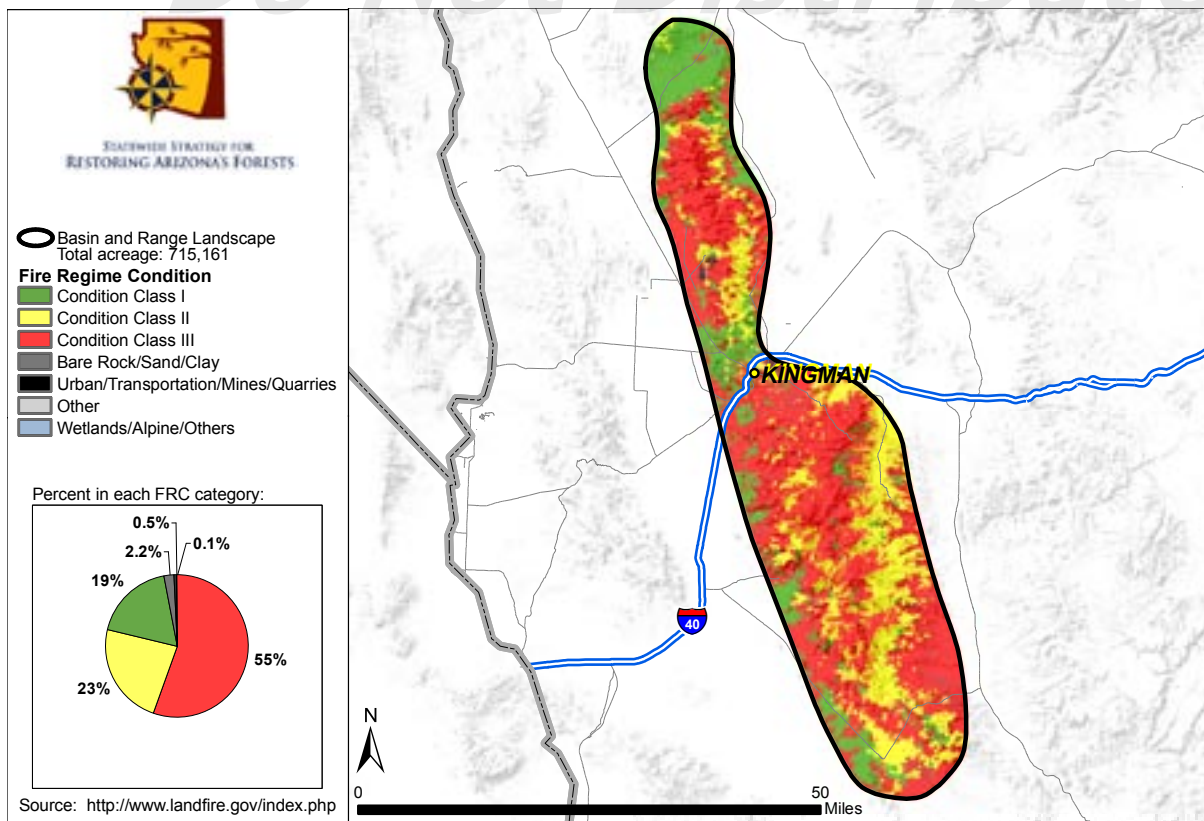 Do Not Distribute
STATEWIDE STRATEGY FOR
RESTORING ARIZONA'S FORESTS
Basin and Range Landscape
Total acreage: 715,161
Fire Regime Condition
Condition Class I
Condition Class II
Condition Class III
Bare Rock/Sand/Clay
Urban/Transportation/Mines/Quarries
Other
Wetlands/Alpine/Others
Percent in each FRC category:
0.5%
0.1%
2.2%
19%
55%
23%
Source: http://www.landfire.gov/index.php
KINGMAN
40
N
0 50
Miles